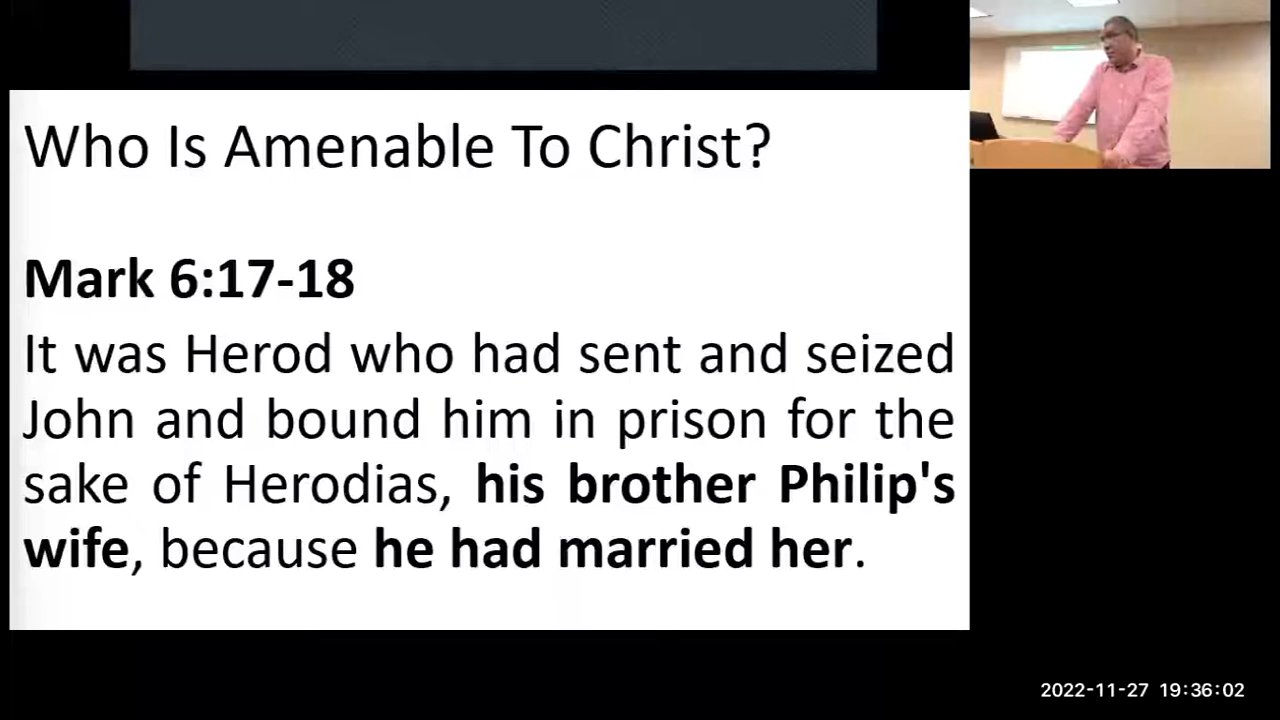 Who Is Amenable To Christ?
Mark 6:17-18
It was Herod who had sent and seized
John and bound him in prison for the
sake of Herodias, his brother Philip's
wife, because he had married her.
2022-11-27 19:36:02